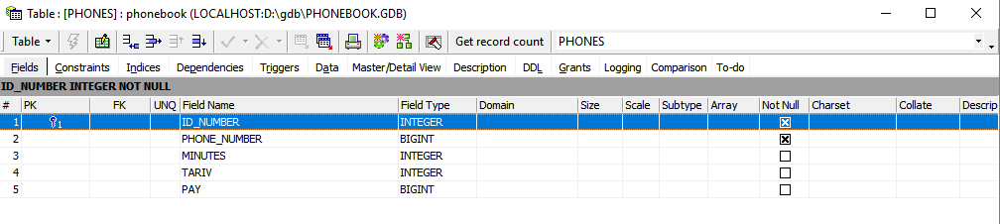 Table : [PHONES] : phonebook (LOCALHOST:D:\gdb\PHONEBOOK.GDB)
Table Get record count PHONES
Fields Constraints Indices Dependencies Triggers Data Master/Detail View Description DDL Grants Logging Comparison To-do
ID_NUMBER INTEGER NOT NULL
# PK FK UNQ Field Name Field Type Domain Size Scale Subtype Array Not Null Charset Collate Descrip
1 1 ID_NUMBER INTEGER
2 PHONE_NUMBER BIGINT
3 MINUTES INTEGER
4 TARIV INTEGER
5 PAY BIGINT